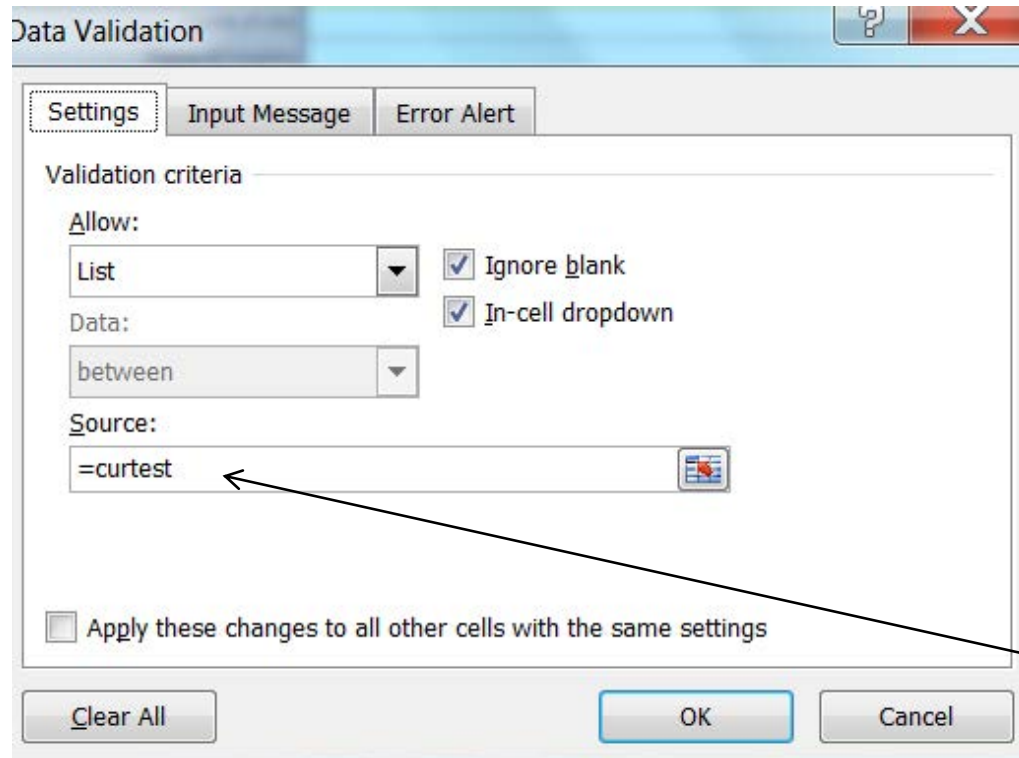 Data Validation
Settings Input Message Error Alert
Validation criteria
Allow:
List
Ignore blank
In-cell dropdown
Data:
between
Source:
=curtest
Apply these changes to all other cells with the same settings
Clear All OK Cancel